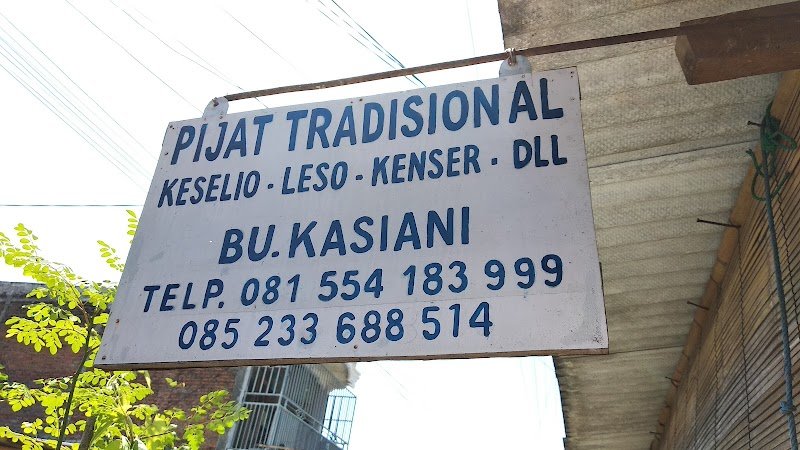 PIJAT TRADISIONAL
KESELIO - LESO - KENSER - DLL
BU. KASIANI
TELP. 081 554 183 999
085 233 688 514